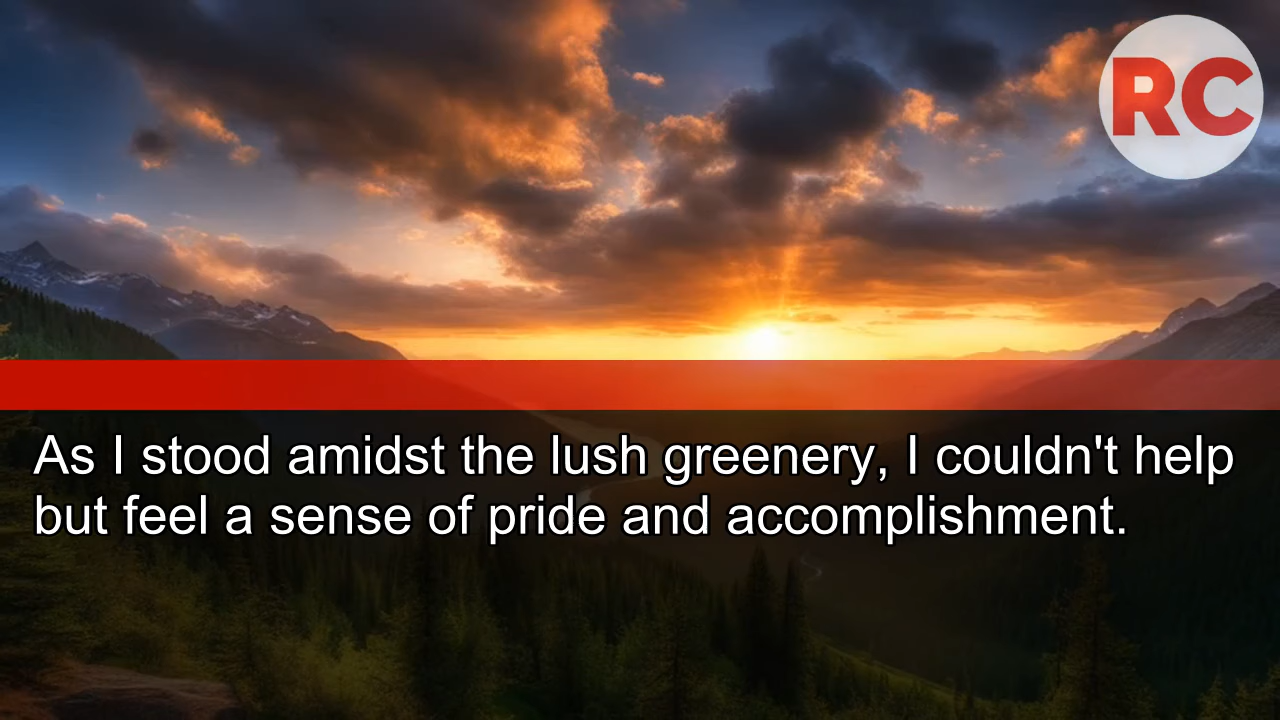 RC
As I stood amidst the lush greenery, I couldn't help
but feel a sense of pride and accomplishment.